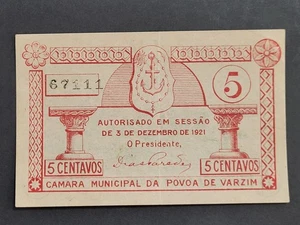 67111
5
AUTORISADO EM SESSÃO
DE 3 DE DEZEMBRO DE 1921
O Presidente,
5 CENTAVOS 5 CENTAVOS
CAMARA MUNICIPAL DA POVOA DE VARZIM